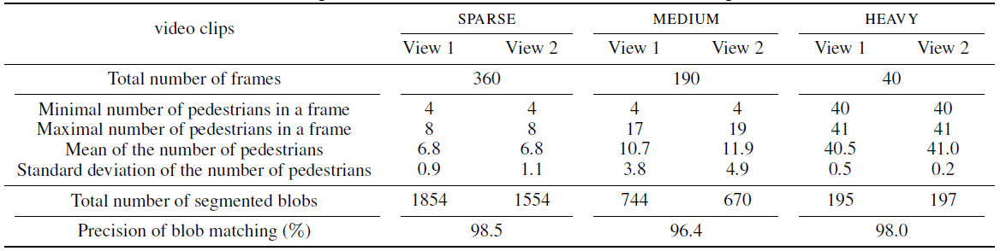 video clips SPARSE MEDIUM HEAVY
View 1 View 2 View 1 View 2 View 1 View 2
Total number of frames 360 190 40
Minimal number of pedestrians in a frame 4 4 4 4 40 40
Maximal number of pedestrians in a frame 8 8 17 19 41 41
Mean of the number of pedestrians 6.8 6.8 10.7 11.9 40.5 41.0
Standard deviation of the number of pedestrians 0.9 1.1 3.8 4.9 0.5 0.2
Total number of segmented blobs 1854 1554 744 670 195 197
Precision of blob matching (%) 98.5 96.4 98.0